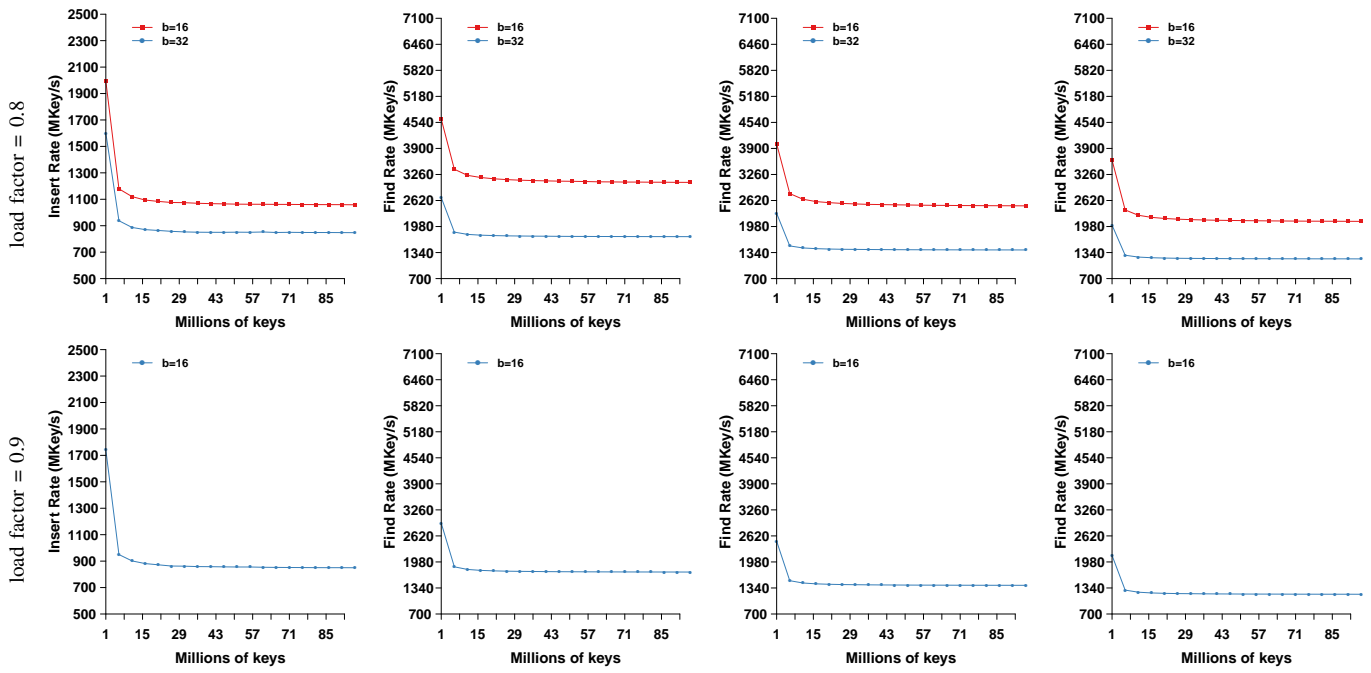 load factor = 0.8
Insert Rate (MKey/s)
2500
2300
2100
1900
1700
1500
1300
1100
900
700
500
b=16
b=32
1 15 29 43 57 71 85
Millions of keys
Find Rate (MKey/s)
7100
6460
5820
5180
4540
3900
3260
2620
1980
1340
700
b=16
b=32
1 15 29 43 57 71 85
Millions of keys
Find Rate (MKey/s)
7100
6460
5820
5180
4540
3900
3260
2620
1980
1340
700
b=16
b=32
1 15 29 43 57 71 85
Millions of keys
Find Rate (MKey/s)
7100
6460
5820
5180
4540
3900
3260
2620
1980
1340
700
b=16
b=32
1 15 29 43 57 71 85
Millions of keys
load factor = 0.9
Insert Rate (MKey/s)
2500
2300
2100
1900
1700
1500
1300
1100
900
700
500
b=16
1 15 29 43 57 71 85
Millions of keys
Find Rate (MKey/s)
7100
6460
5820
5180
4540
3900
3260
2620
1980
1340
700
b=16
1 15 29 43 57 71 85
Millions of keys
Find Rate (MKey/s)
7100
6460
5820
5180
4540
3900
3260
2620
1980
1340
700
b=16
1 15 29 43 57 71 85
Millions of keys
Find Rate (MKey/s)
7100
6460
5820
5180
4540
3900
3260
2620
1980
1340
700
b=16
1 15 29 43 57 71 85
Millions of keys